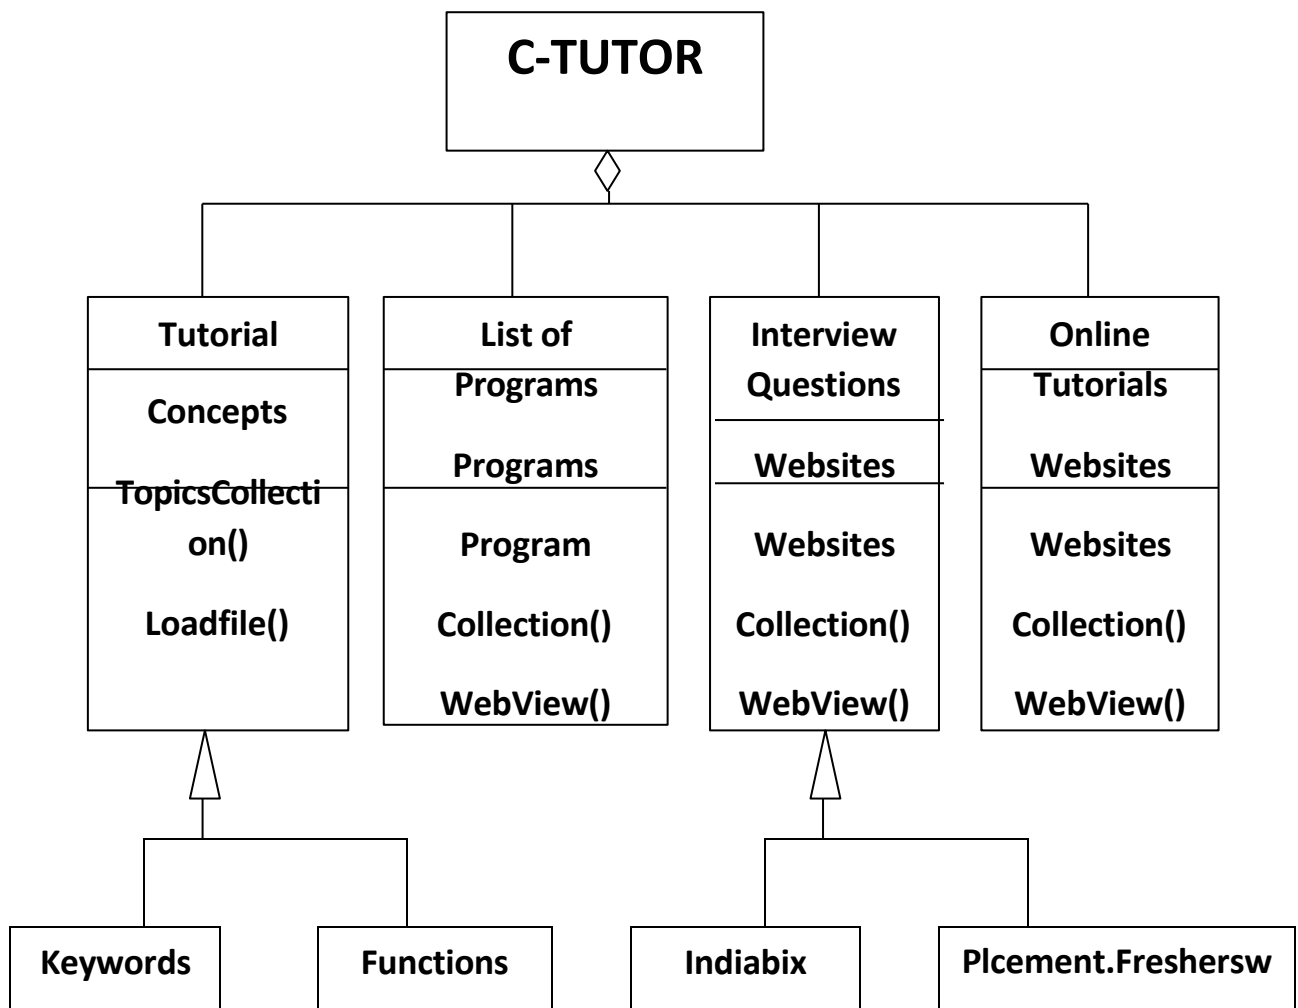 C-TUTOR
Tutorial
Concepts
TopicsCollecti
on()
Loadfile()
List of
Programs
Programs
Program
Collection()
WebView()
Interview
Questions
Websites
Websites
Collection()
WebView()
Online
Tutorials
Websites
Websites
Collection()
WebView()
Keywords
Functions
Indiabix
Plcement.Freshersw